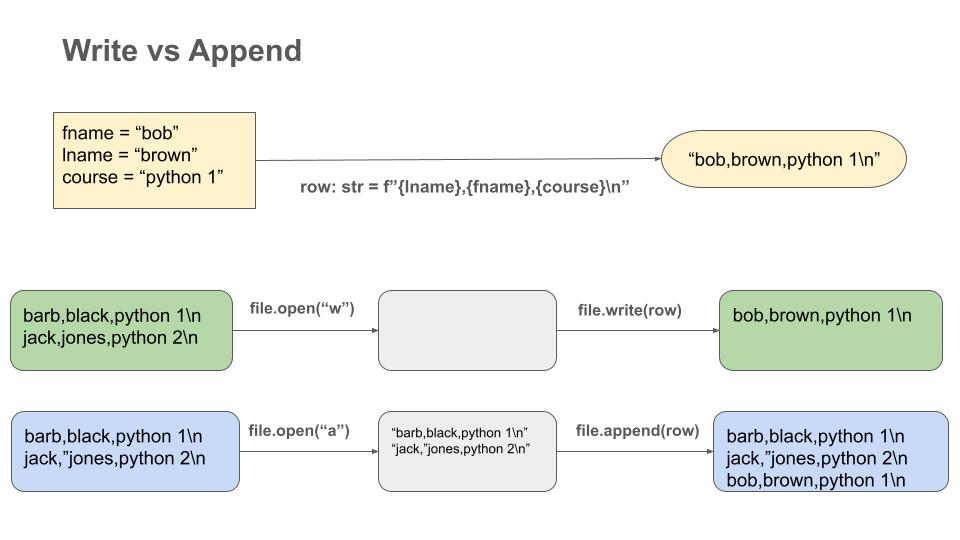 Write vs Append
fname = “bob”
lname = “brown”
course = “python 1”
row: str = f”{lname},{fname},{course}\n”
“bob,brown,python 1\n”
barb,black,python 1\n
jack,jones,python 2\n
file.open(“w”)
file.write(row)
bob,brown,python 1\n
barb,black,python 1\n
jack,”jones,python 2\n
file.open(“a”)
“barb,black,python 1\n”
“jack,”jones,python 2\n”
file.append(row)
barb,black,python 1\n
jack,”jones,python 2\n
bob,brown,python 1\n